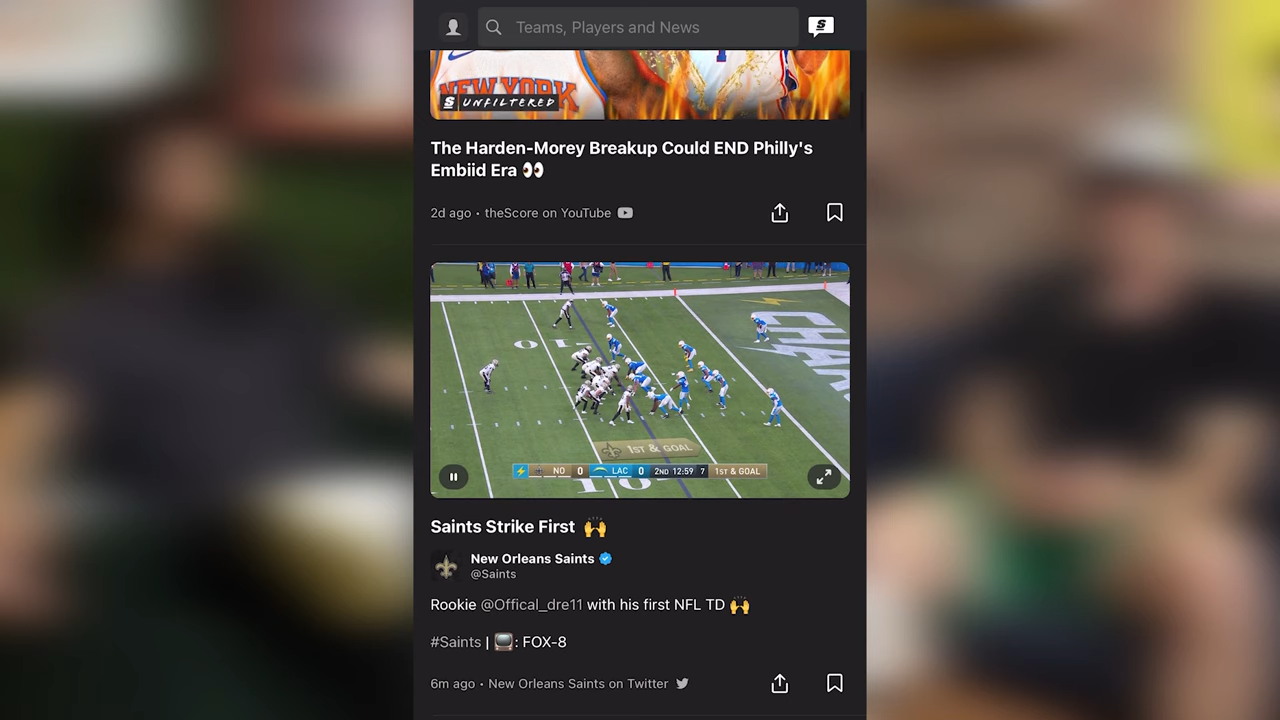 Teams, Players and News
NEW YORK
S UNFILTERED
The Harden-Morey Breakup Could END Philly's
Embiid Era 👀
2d ago • theScore on YouTube
10
1ST & GOAL
NO 0 LAC 0 2ND 12:59 7 1ST & GOAL
Saints Strike First 🙌
New Orleans Saints
@Saints
Rookie @Offical_dre11 with his first NFL TD 🙌
#Saints | 📺: FOX-8
6m ago • New Orleans Saints on Twitter